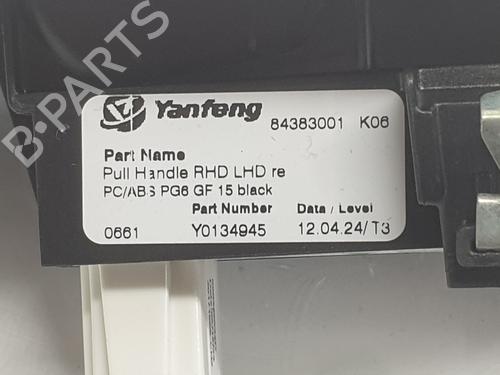 Yanfeng
84383001 K06
Part Name
Pull Handle RHD LHD re
PC/ABS PG6 GF 15 black
Part Number Data / Level
0661 Y0134945 12.04.24/ T3
B-PARTS